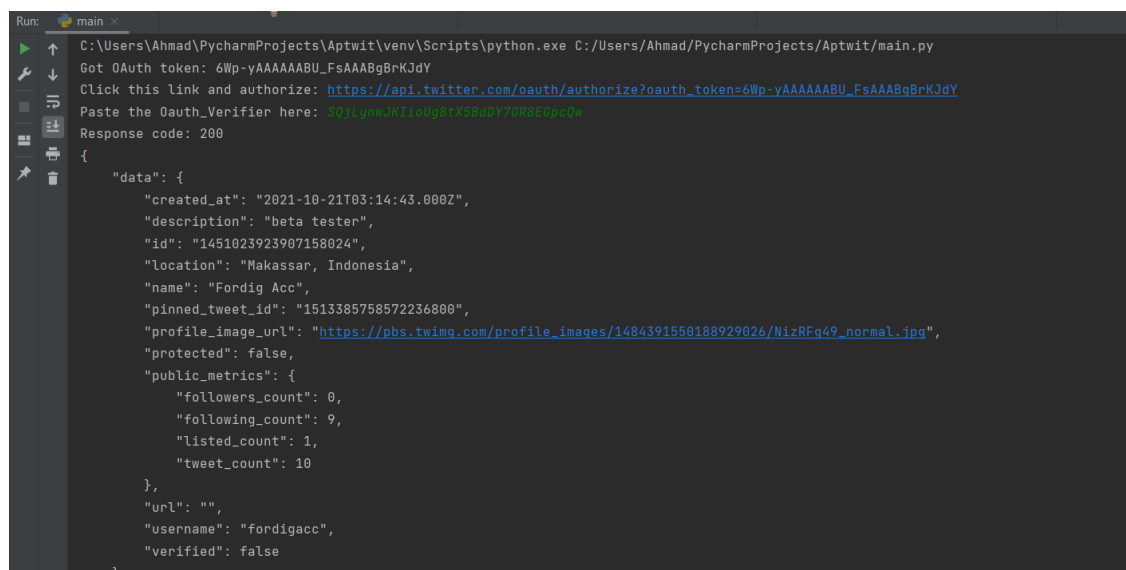 Run: main ×
C:\Users\Ahmad\PycharmProjects\Aptwit\venv\Scripts\python.exe C:/Users/Ahmad/PycharmProjects/Aptwit/main.py
Got OAuth token: 6Wp-yAAAAAABU_FsAAABgBrKJdY
Click this link and authorize: https://api.twitter.com/oauth/authorize?oauth_token=6Wp-yAAAAAABU_FsAAABgBrKJdY
Paste the Oauth_Verifier here: SQjLynwJKIioUg8tX5BdDY7OR8EGpcQw
Response code: 200
{
    "data": {
        "created_at": "2021-10-21T03:14:43.000Z",
        "description": "beta tester",
        "id": "1451023923907158024",
        "location": "Makassar, Indonesia",
        "name": "Fordig Acc",
        "pinned_tweet_id": "1513385758572236800",
        "profile_image_url": "https://pbs.twimg.com/profile_images/1484391550188929026/NizRFq49_normal.jpg",
        "protected": false,
        "public_metrics": {
            "followers_count": 0,
            "following_count": 9,
            "listed_count": 1,
            "tweet_count": 10
        },
        "url": "",
        "username": "fordigacc",
        "verified": false